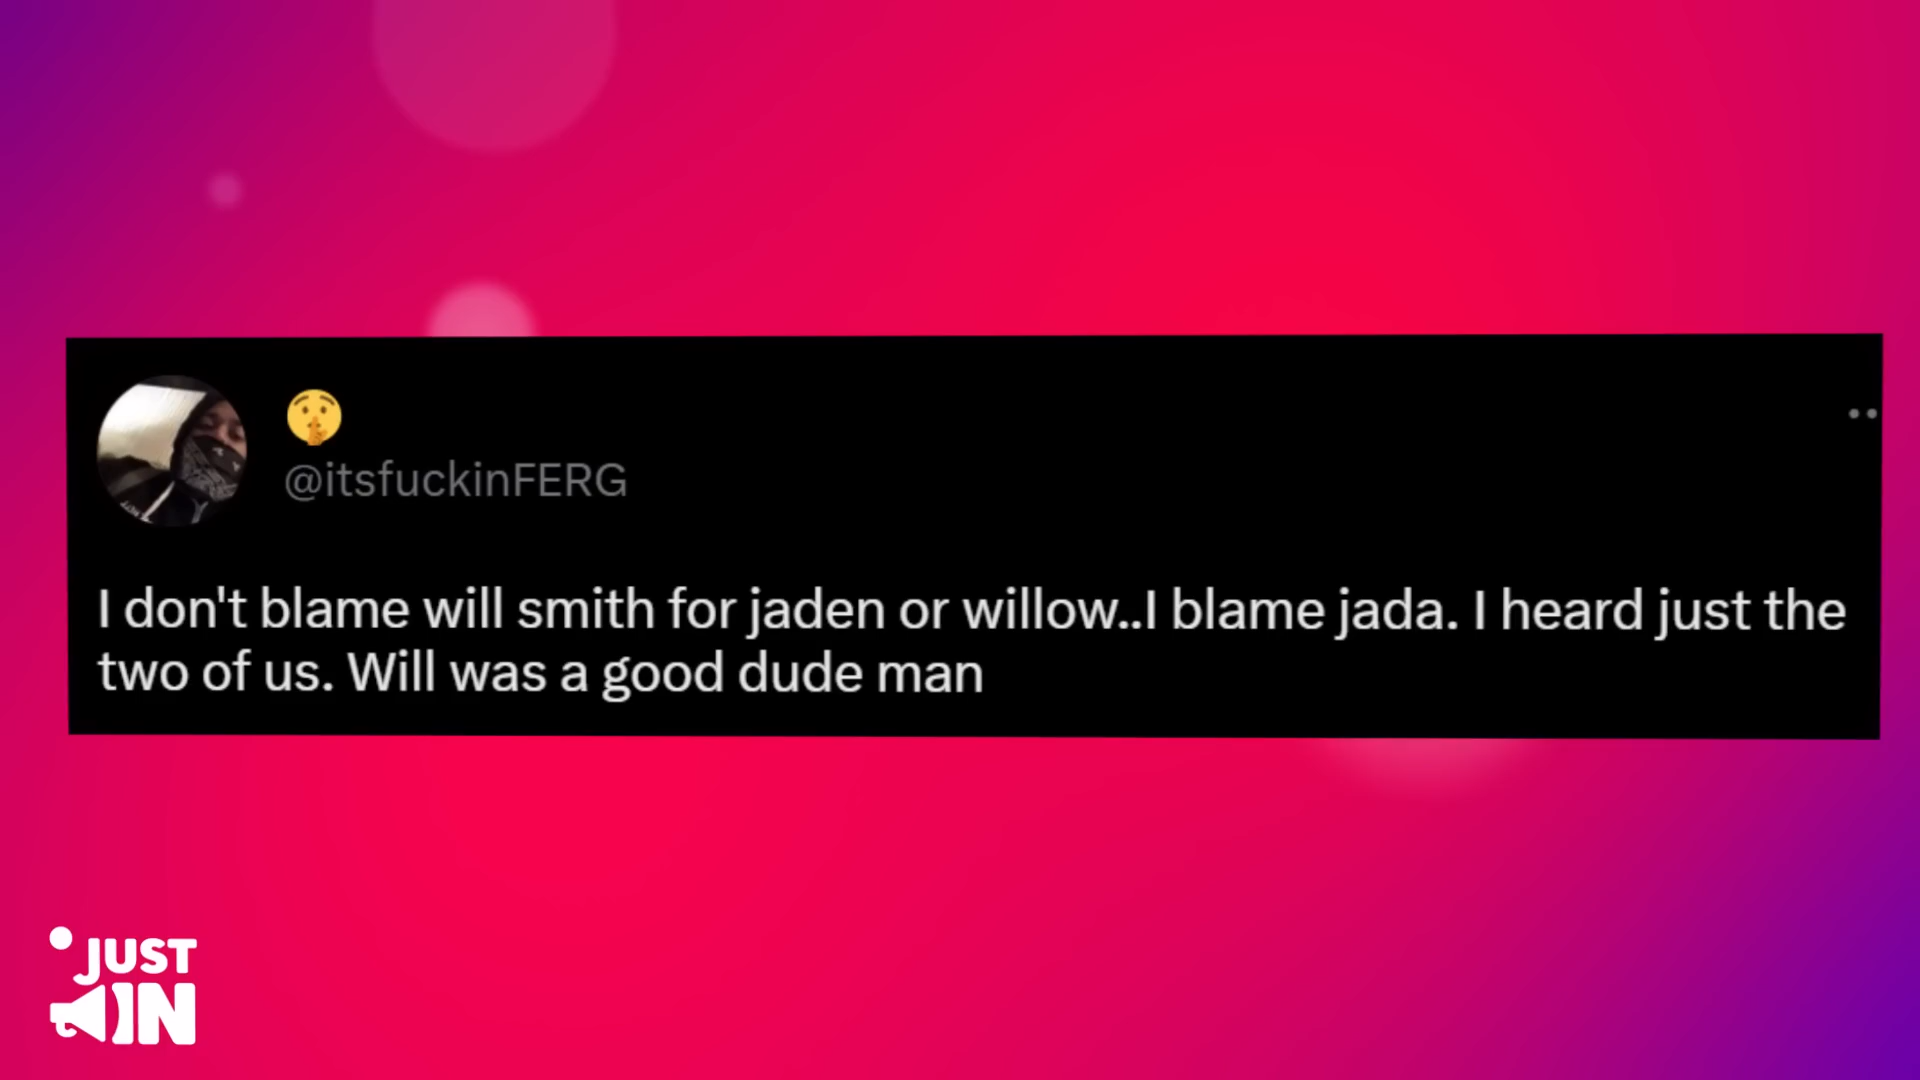 🤫
@itsfuckinFERG
I don't blame will smith for jaden or willow..I blame jada. I heard just the
two of us. Will was a good dude man
JUST
IN